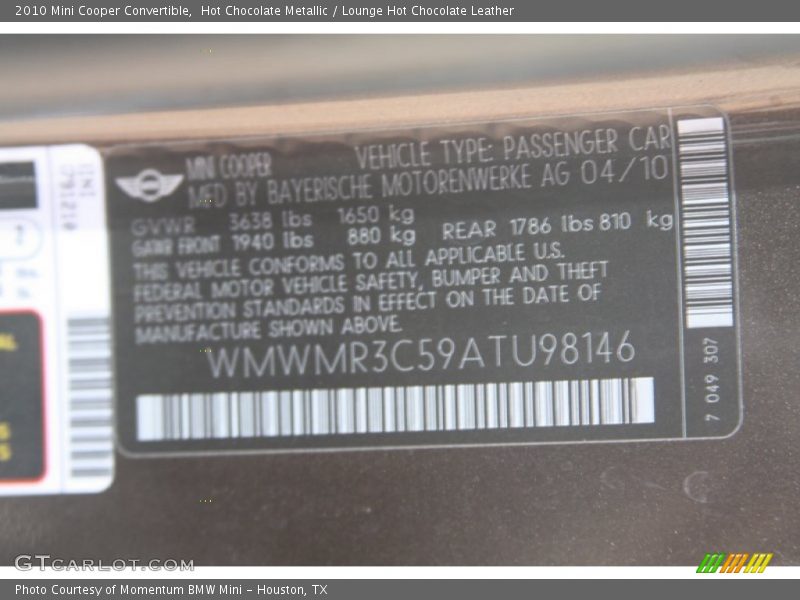 2010 Mini Cooper Convertible,  Hot Chocolate Metallic / Lounge Hot Chocolate Leather
MINI COOPER
VEHICLE TYPE: PASSENGER CAR
MFD BY BAYERISCHE MOTORENWERKE AG 04/10
GVWR 3638 lbs 1650 kg
GAWR FRONT 1940 lbs 880 kg REAR 1786 lbs 810 kg
THIS VEHICLE CONFORMS TO ALL APPLICABLE U.S.
FEDERAL MOTOR VEHICLE SAFETY, BUMPER AND THEFT
PREVENTION STANDARDS IN EFFECT ON THE DATE OF
MANUFACTURE SHOWN ABOVE.
WMWMR3C59ATU98146
7 049 307
GTCARLOT.COM
Photo Courtesy of Momentum BMW Mini - Houston, TX